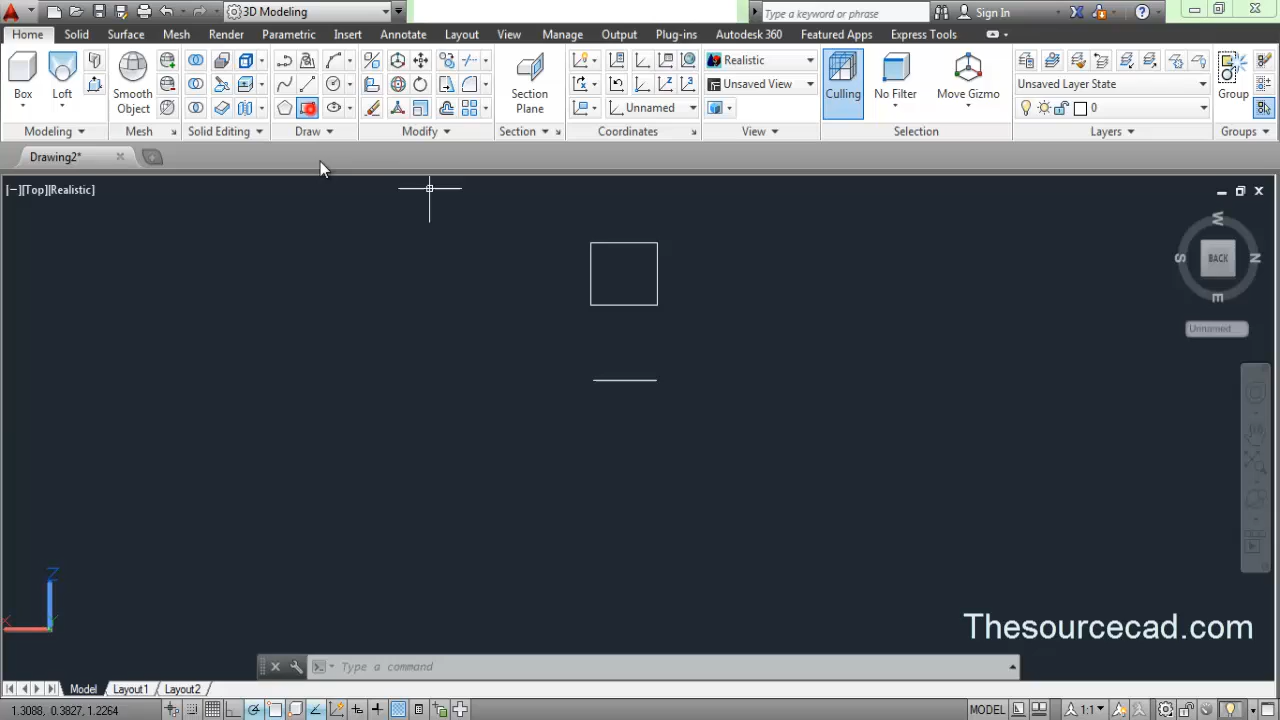 3D Modeling
Type a keyword or phrase
Sign In
Home Solid Surface Mesh Render Parametric Insert Annotate Layout View Manage Output Plug-ins Autodesk 360 Featured Apps Express Tools
Box
Loft
Smooth
Object
Section
Plane
Unnamed
Realistic
Unsaved View
Culling
No Filter
Move Gizmo
Unsaved Layer State
0
Group
Modeling Mesh Solid Editing Draw Modify Section Coordinates View Selection Layers Groups
Drawing2*
[−][Top]|Realistic]
W
S BACK N
E
Unnamed
Z
X Y
Thesourcecad.com
Type a command
Model Layout1 Layout2
1.3088, 0.3827, 1.2264
MODEL 1:1